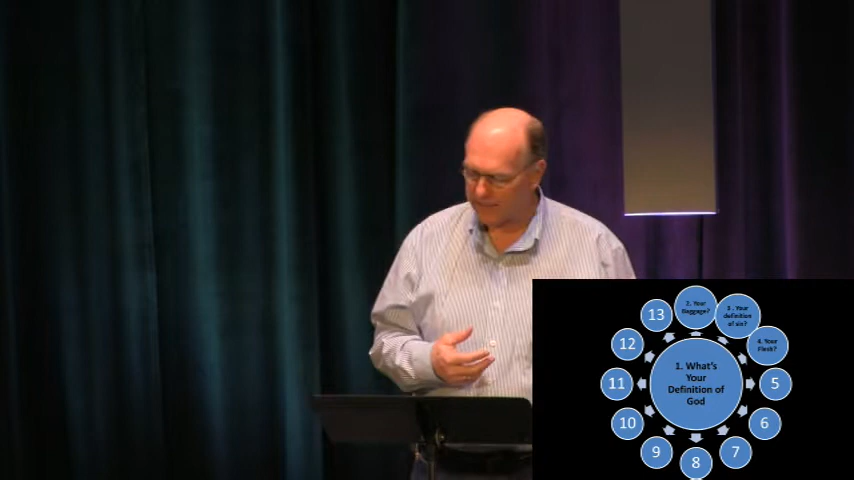 1. What's
Your
Definition of
God
2. Your
Baggage?
3 . Your
definition
of sin?
4. Your
Flesh?
5
6
7
8
9
10
11
12
13